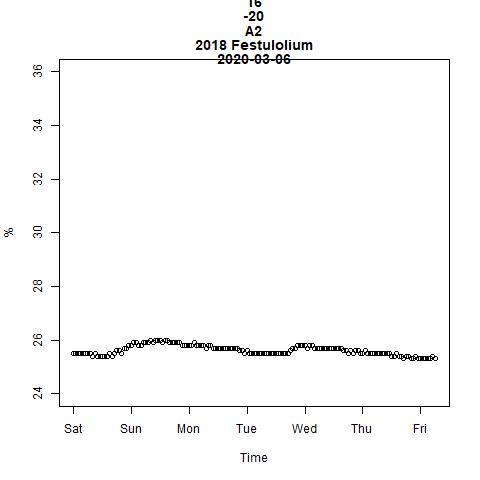 16
-20
A2
2018 Festulolium
2020-03-06
36
34
32
30
28
26
24
%
Sat Sun Mon Tue Wed Thu Fri
Time